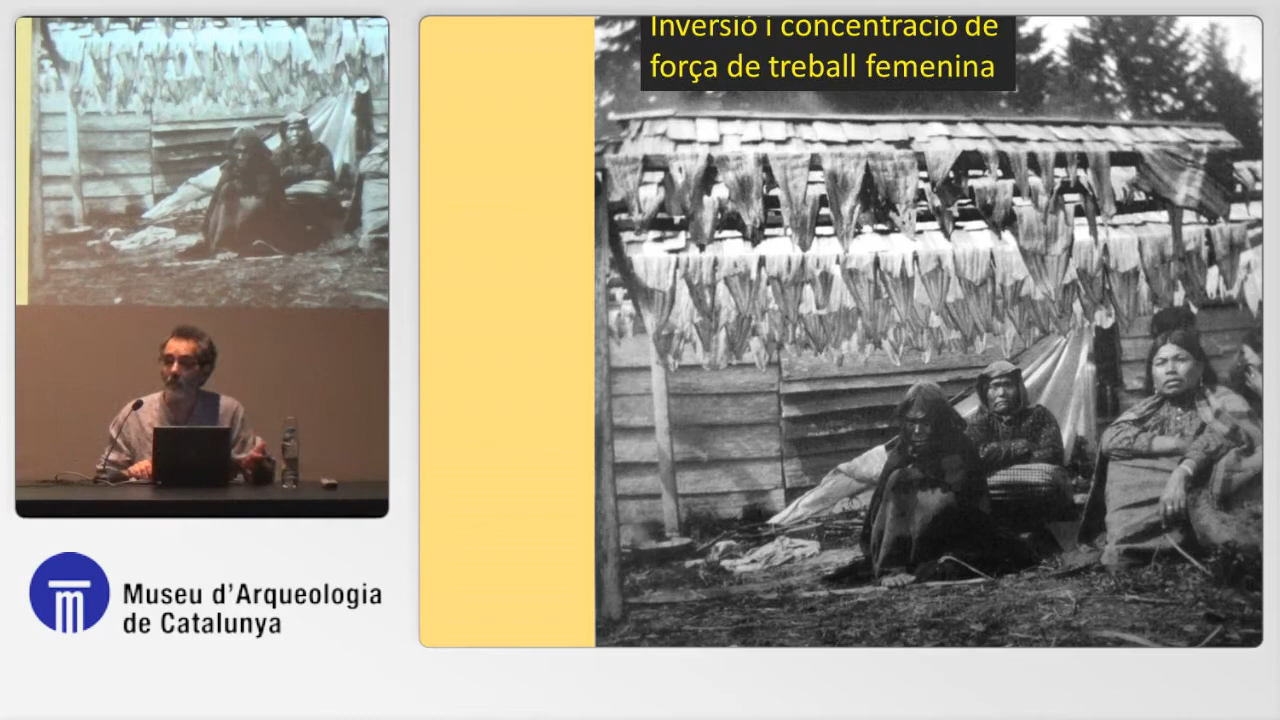 Inversió i concentració de
força de treball femenina
Museu d'Arqueologia
de Catalunya